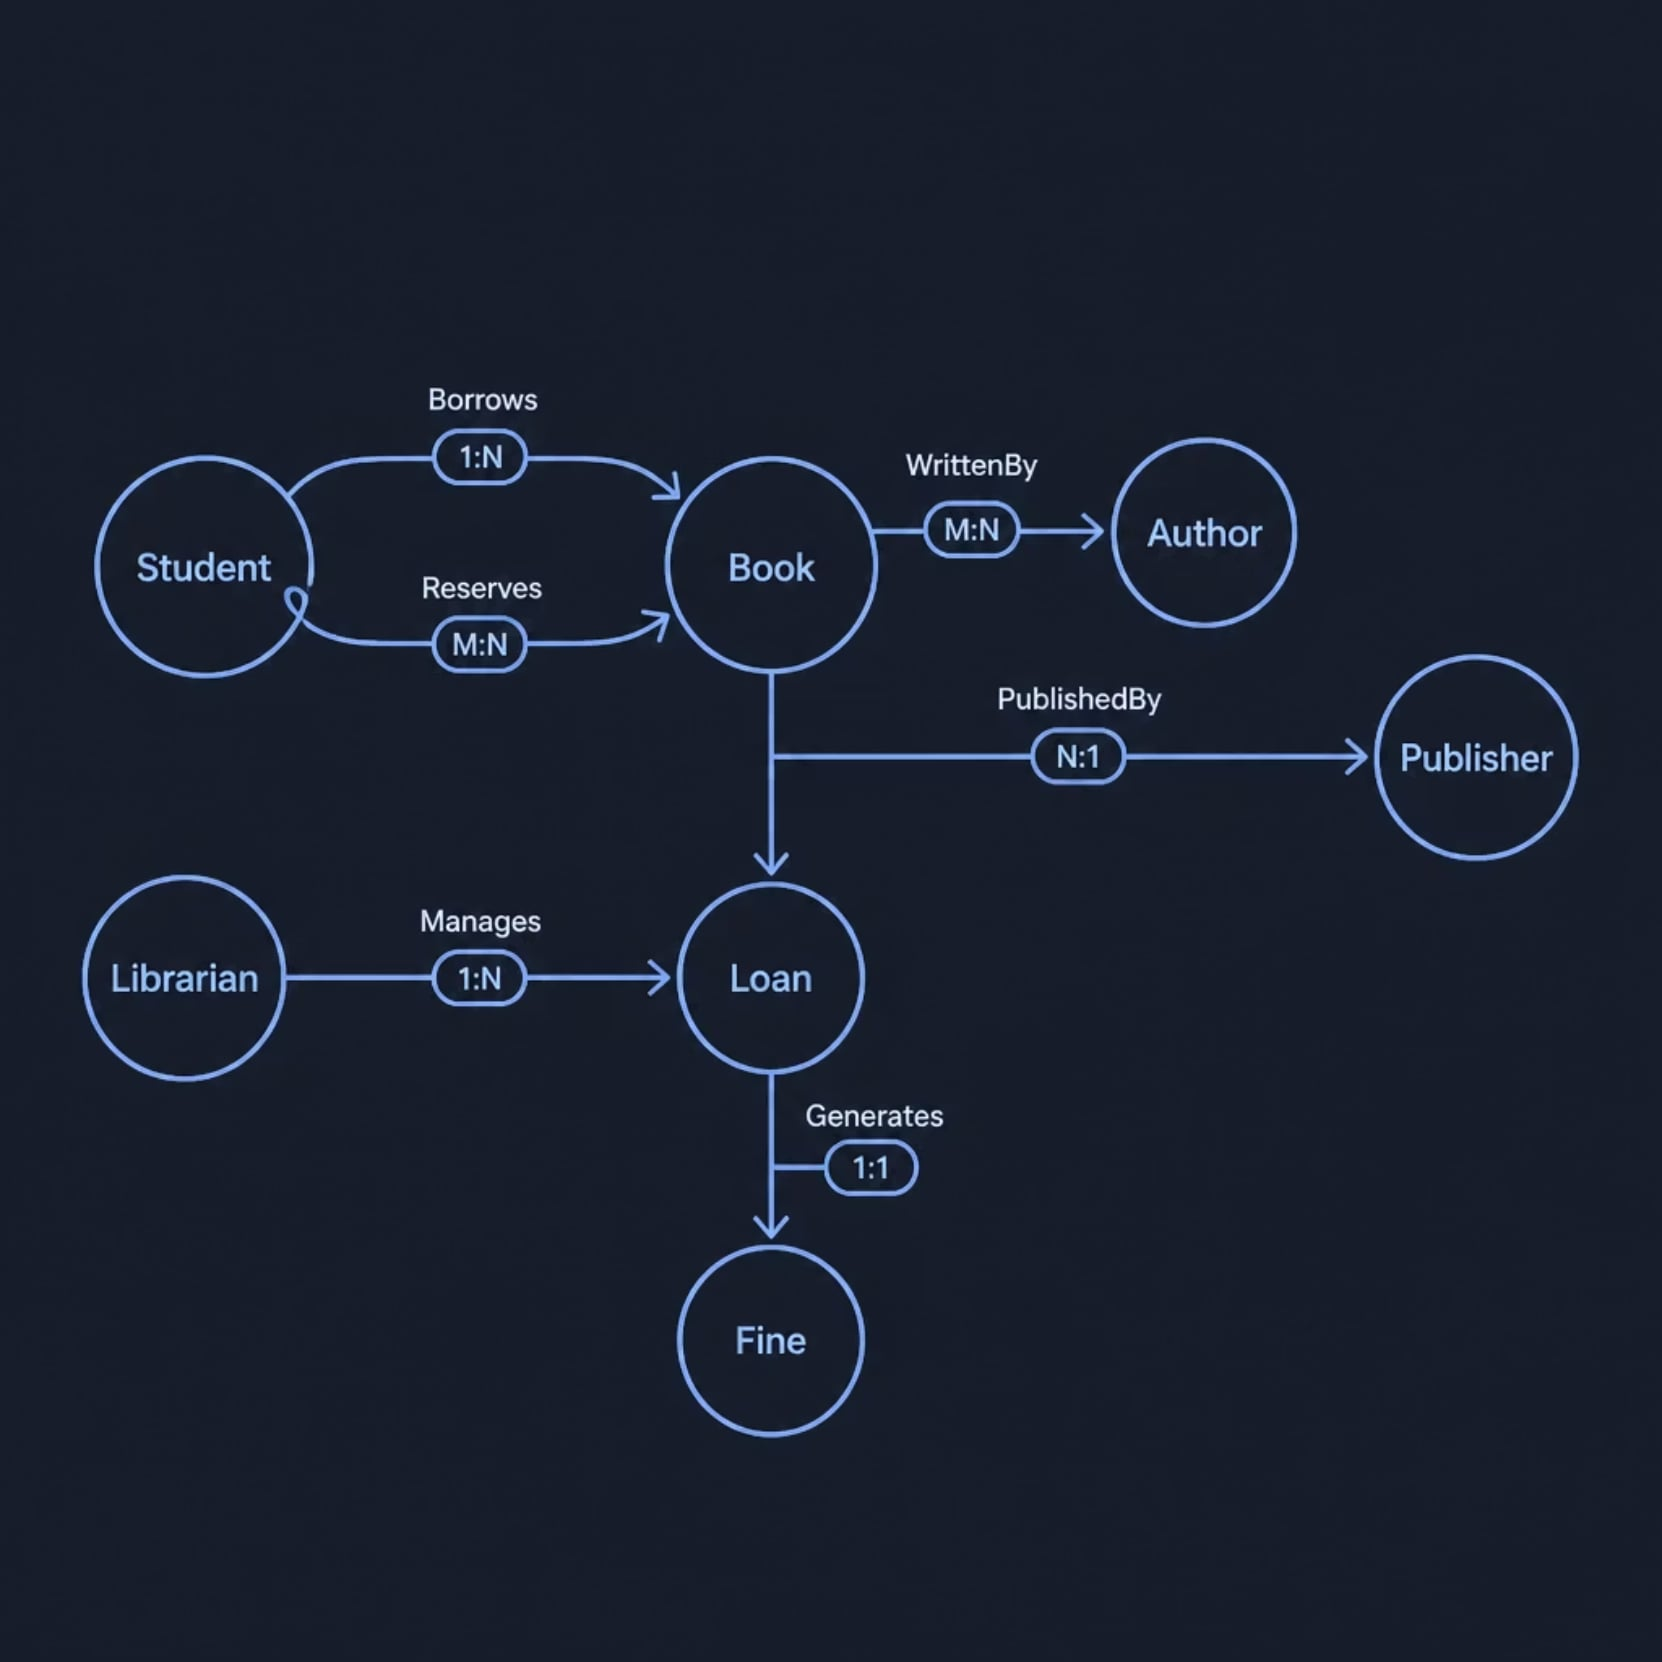 Borrows
1:N
Student
Reserves
M:N
Book
WrittenBy
M:N
Author
PublishedBy
N:1
Publisher
Librarian
Manages
1:N
Loan
Generates
1:1
Fine